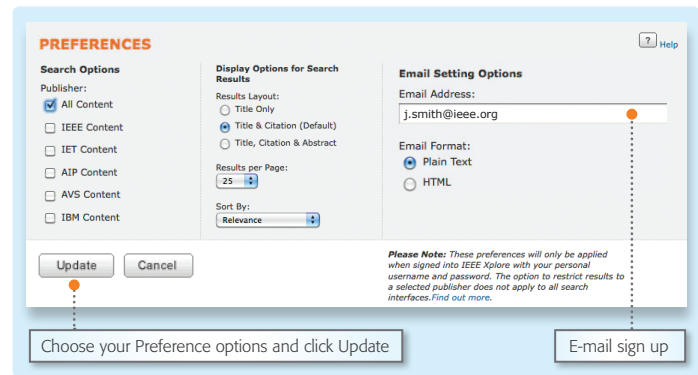 PREFERENCES
? Help
Search Options
Publisher:
All Content
IEEE Content
IET Content
AIP Content
AVS Content
IBM Content
Display Options for Search
Results
Results Layout:
Title Only
Title & Citation (Default)
Title, Citation & Abstract
Results per Page:
25
Sort By:
Relevance
Email Setting Options
Email Address:
j.smith@ieee.org
Email Format:
Plain Text
HTML
Update
Cancel
Please Note: These preferences will only be applied
when signed into IEEE Xplore with your personal
username and password. The option to restrict results to
a selected publisher does not apply to all search
interfaces.Find out more.
Choose your Preference options and click Update
E-mail sign up